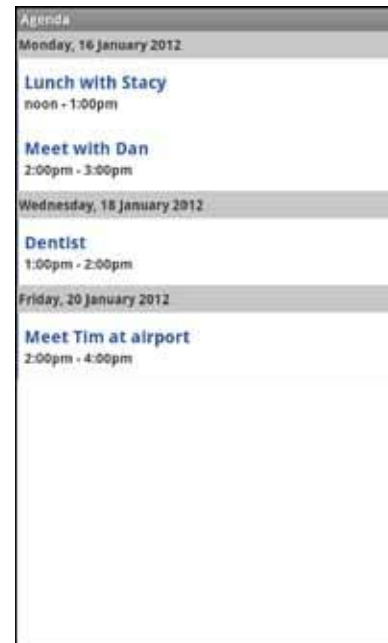 Agenda
Monday, 16 January 2012
Lunch with Stacy
noon - 1:00pm
Meet with Dan
2:00pm - 3:00pm
Wednesday, 18 January 2012
Dentist
1:00pm - 2:00pm
Friday, 20 January 2012
Meet Tim at airport
2:00pm - 4:00pm